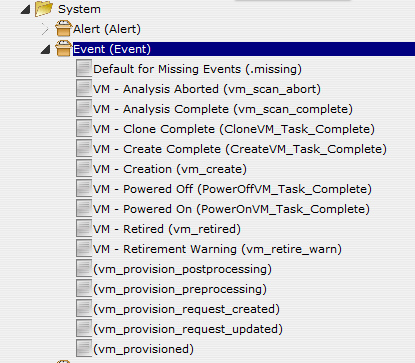 System
Alert (Alert)
Event (Event)
Default for Missing Events (.missing)
VM - Analysis Aborted (vm_scan_abort)
VM - Analysis Complete (vm_scan_complete)
VM - Clone Complete (CloneVM_Task_Complete)
VM - Create Complete (CreateVM_Task_Complete)
VM - Creation (vm_create)
VM - Powered Off (PowerOffVM_Task_Complete)
VM - Powered On (PowerOnVM_Task_Complete)
VM - Retired (vm_retired)
VM - Retirement Warning (vm_retire_warn)
(vm_provision_postprocessing)
(vm_provision_preprocessing)
(vm_provision_request_created)
(vm_provision_request_updated)
(vm_provisioned)